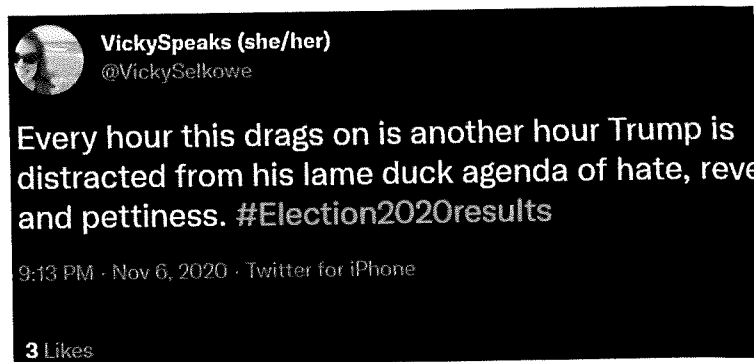 VickySpeaks (she/her)
@VickySelkowe
Every hour this drags on is another hour Trump is
distracted from his lame duck agenda of hate,
and pettiness. #Election2020results
9:13 PM · Nov 6, 2020 · Twitter for iPhone
3 Likes